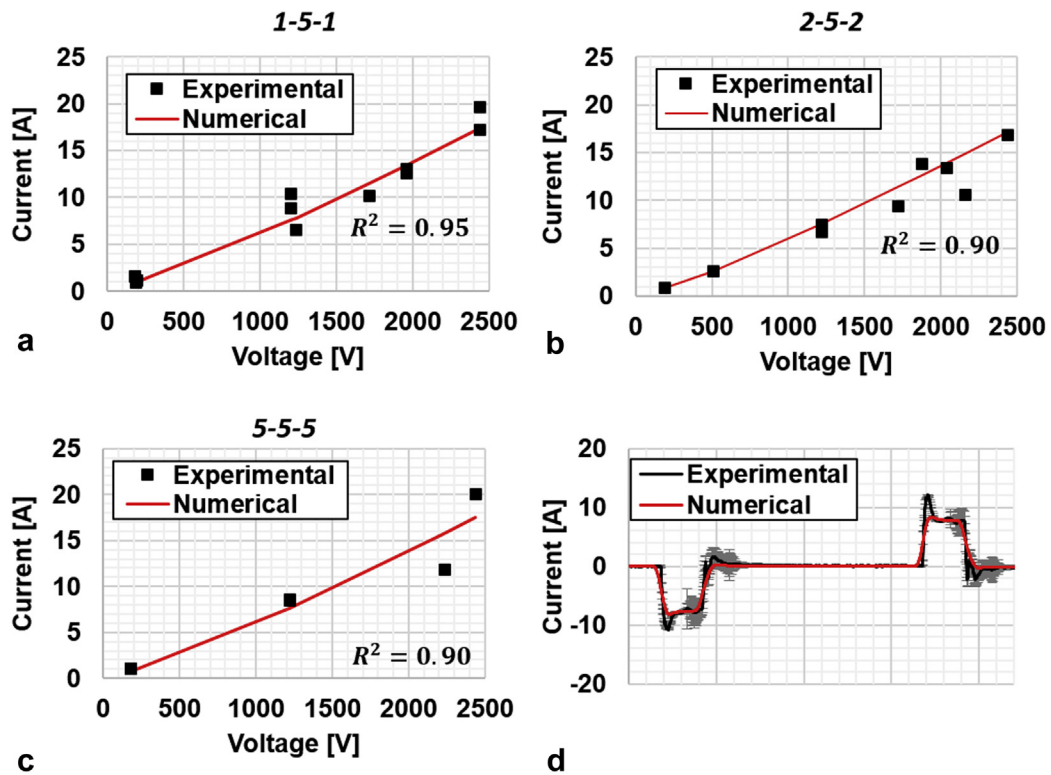 1-5-1
25
20
15
10
5
0
Current [A]
Experimental
Numerical
R² = 0.95
0 500 1000 1500 2000 2500
Voltage [V]
a
2-5-2
25
20
15
10
5
0
Current [A]
Experimental
Numerical
R² = 0.90
0 500 1000 1500 2000 2500
Voltage [V]
b
5-5-5
25
20
15
10
5
0
Current [A]
Experimental
Numerical
R² = 0.90
0 500 1000 1500 2000 2500
Voltage [V]
c
20
10
0
-10
-20
Current [A]
Experimental
Numerical
d